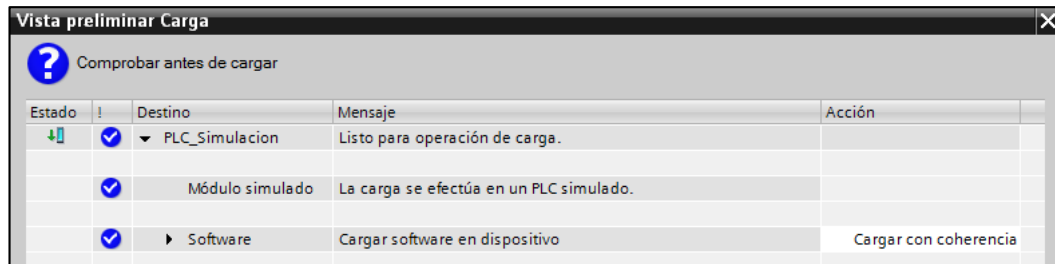 Vista preliminar Carga
Comprobar antes de cargar
Estado ! Destino Mensaje Acción
PLC_Simulacion Listo para operación de carga.
Módulo simulado La carga se efectúa en un PLC simulado.
Software Cargar software en dispositivo Cargar con coherencia